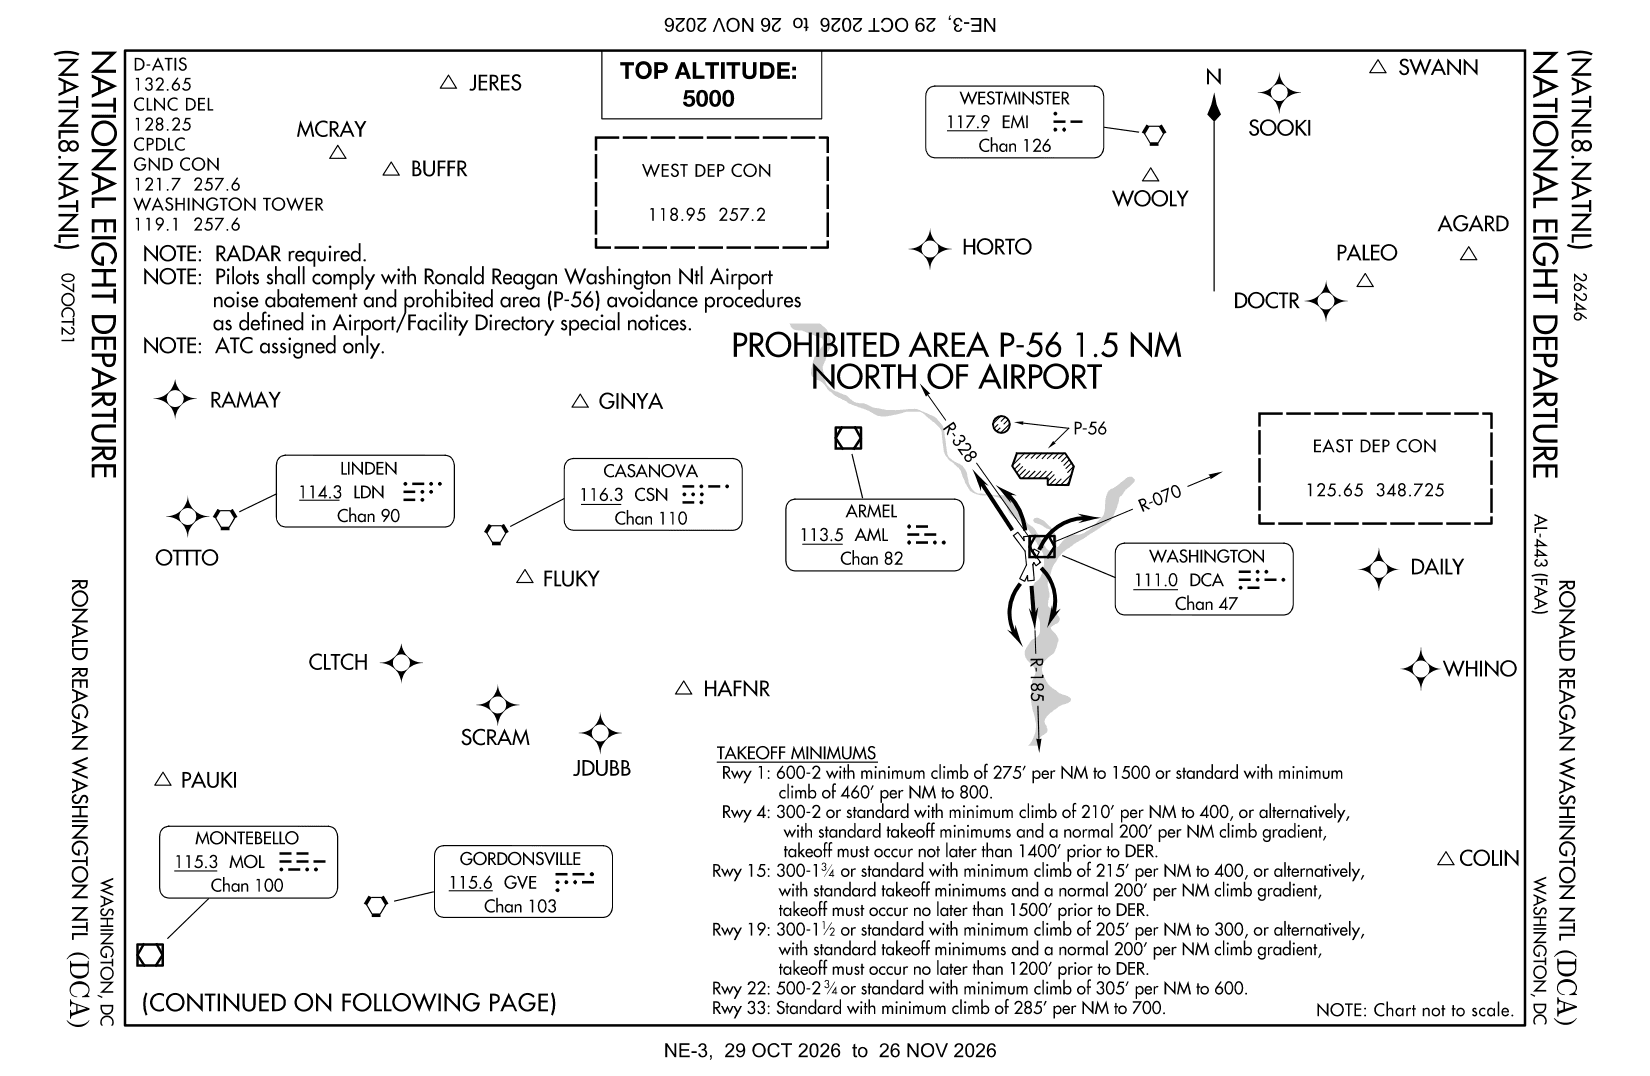 NE-3, 29 OCT 2026 to 26 NOV 2026
(NATNL8.NATNL) 07OCT21
NATIONAL EIGHT DEPARTURE
RONALD REAGAN WASHINGTON NTL (DCA)
WASHINGTON, DC
D-ATIS
132.65
CLNC DEL
128.25
CPDLC
GND CON
121.7 257.6
WASHINGTON TOWER
119.1 257.6
JERES
MCRAY
BUFFR
TOP ALTITUDE:
5000
WEST DEP CON
118.95 257.2
WESTMINSTER
117.9 EMI
Chan 126
WOOLY
N
SOOKI
SWANN
AGARD
PALEO
DOCTR
HORTO
NOTE: RADAR required.
NOTE: Pilots shall comply with Ronald Reagan Washington Ntl Airport
noise abatement and prohibited area (P-56) avoidance procedures
as defined in Airport/Facility Directory special notices.
NOTE: ATC assigned only.
PROHIBITED AREA P-56 1.5 NM
NORTH OF AIRPORT
RAMAY
GINYA
P-56
R-328
R-070
R-185
EAST DEP CON
125.65 348.725
LINDEN
114.3 LDN
Chan 90
OTTTO
CASANOVA
116.3 CSN
Chan 110
FLUKY
ARMEL
113.5 AML
Chan 82
WASHINGTON
111.0 DCA
Chan 47
DAILY
WHINO
CLTCH
SCRAM
JDUBB
HAFNR
PAUKI
MONTEBELLO
115.3 MOL
Chan 100
GORDONSVILLE
115.6 GVE
Chan 103
COLIN
TAKEOFF MINIMUMS
Rwy 1: 600-2 with minimum climb of 275' per NM to 1500 or standard with minimum
climb of 460' per NM to 800.
Rwy 4: 300-2 or standard with minimum climb of 210' per NM to 400, or alternatively,
with standard takeoff minimums and a normal 200' per NM climb gradient,
takeoff must occur not later than 1400' prior to DER.
Rwy 15: 300-1¾ or standard with minimum climb of 215' per NM to 400, or alternatively,
with standard takeoff minimums and a normal 200' per NM climb gradient,
takeoff must occur no later than 1500' prior to DER.
Rwy 19: 300-1½ or standard with minimum climb of 205' per NM to 300, or alternatively,
with standard takeoff minimums and a normal 200' per NM climb gradient,
takeoff must occur no later than 1200' prior to DER.
Rwy 22: 500-2¾ or standard with minimum climb of 305' per NM to 600.
Rwy 33: Standard with minimum climb of 285' per NM to 700.
(CONTINUED ON FOLLOWING PAGE)
NOTE: Chart not to scale.
(NATNL8.NATNL) 26246
NATIONAL EIGHT DEPARTURE
AL-443 (FAA)
RONALD REAGAN WASHINGTON NTL (DCA)
WASHINGTON, DC
NE-3, 29 OCT 2026 to 26 NOV 2026